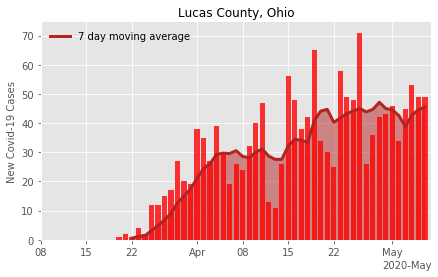 Lucas County, Ohio
7 day moving average
New Covid-19 Cases
70
60
50
40
30
20
10
0
08
15
22
Apr
08
15
22
May
2020-May